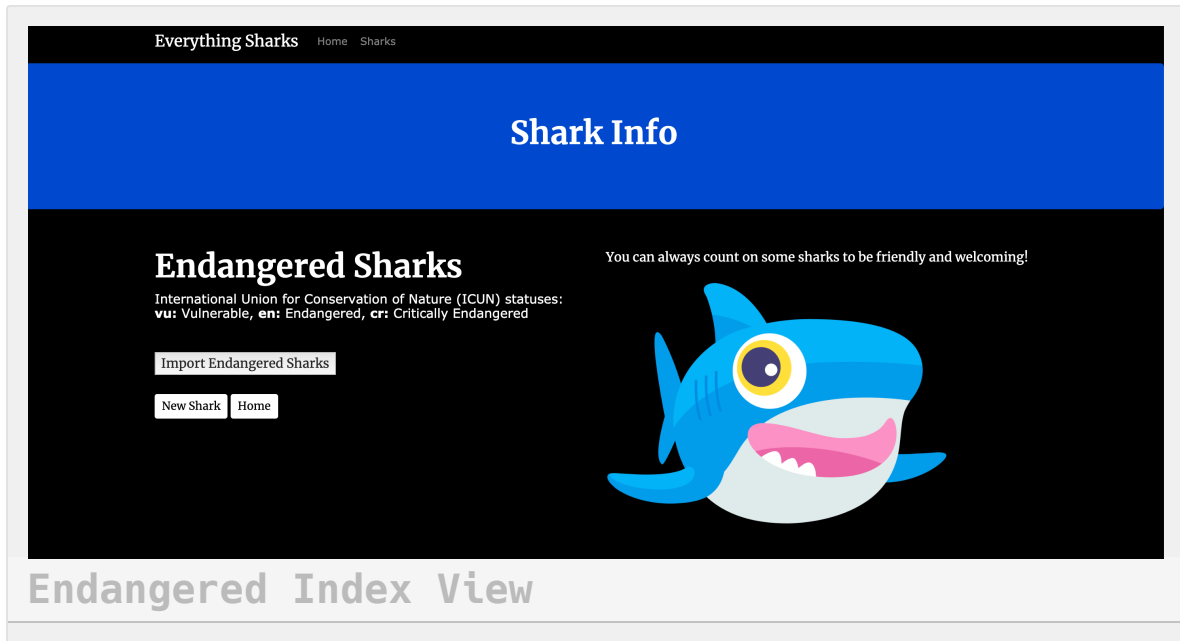 Everything Sharks Home Sharks
Shark Info
Endangered Sharks
International Union for Conservation of Nature (ICUN) statuses:
vu: Vulnerable, en: Endangered, cr: Critically Endangered
Import Endangered Sharks
New Shark Home
You can always count on some sharks to be friendly and welcoming!
Endangered Index View